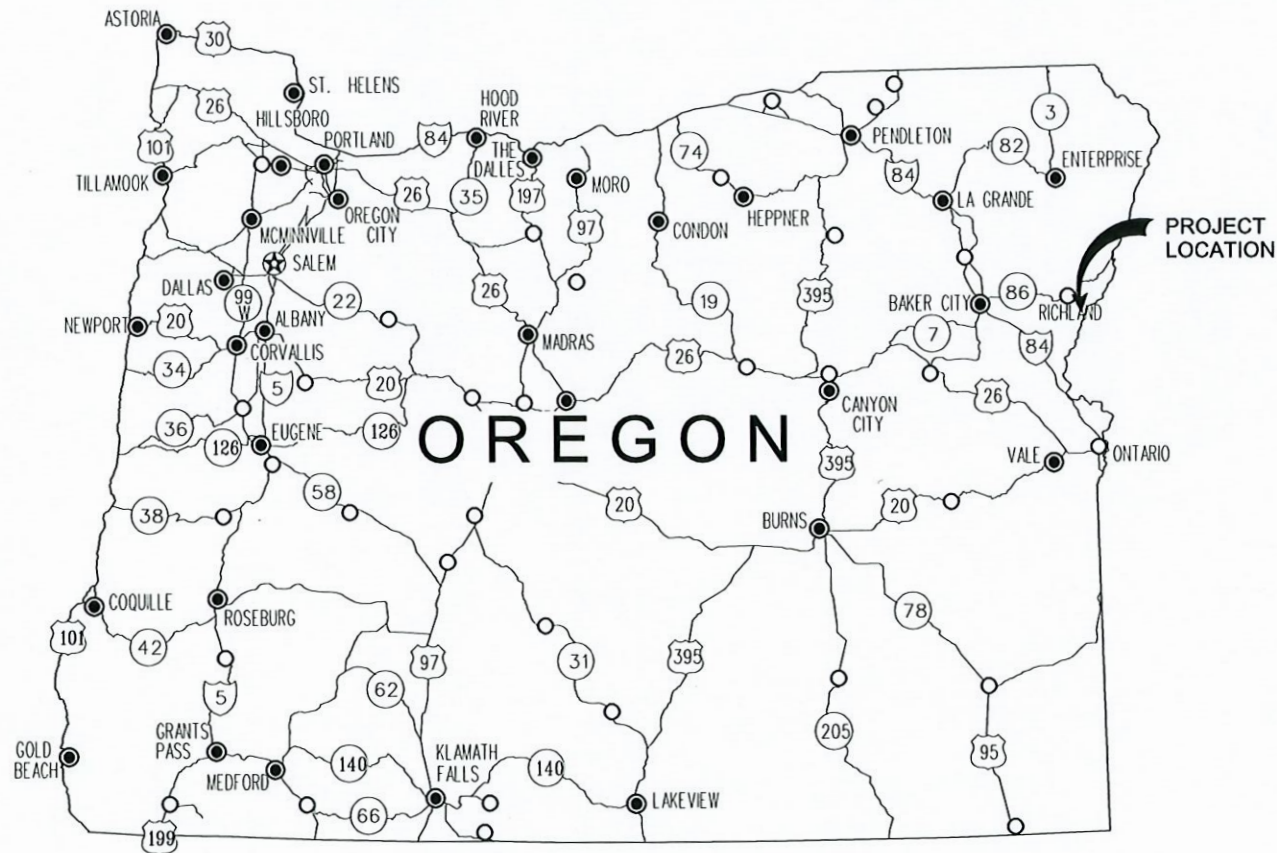 ASTORIA
30
ST. HELENS
26
HILLSBORO
PORTLAND
HOOD
RIVER
84
THE
DALLES
101
TILLAMOOK
26
35
197
MORO
97
OREGON
CITY
MCMINNVILLE
SALEM
DALLAS
99
W
22
26
NEWPORT
20
ALBANY
CORVALLIS
34
5
20
MADRAS
36
126
EUGENE
126
74
HEPPNER
CONDON
19
26
395
PENDLETON
84
82
3
ENTERPRISE
LA GRANDE
PROJECT
LOCATION
BAKER CITY
86
RICHLAND
7
84
26
CANYON
CITY
OREGON
395
VALE
ONTARIO
58
20
BURNS
20
38
COQUILLE
ROSEBURG
101
42
5
97
31
395
78
62
GRANTS
PASS
GOLD
BEACH
MEDFORD
140
KLAMATH
FALLS
140
66
LAKEVIEW
205
95
199